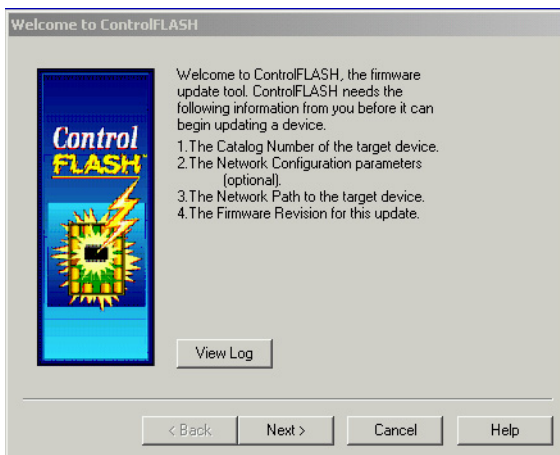 Welcome to ControlFLASH
Control
FLASH™
Welcome to ControlFLASH, the firmware
update tool. ControlFLASH needs the
following information from you before it can
begin updating a device.
1.The Catalog Number of the target device.
2.The Network Configuration parameters
(optional).
3.The Network Path to the target device.
4.The Firmware Revision for this update.
View Log
< Back
Next >
Cancel
Help